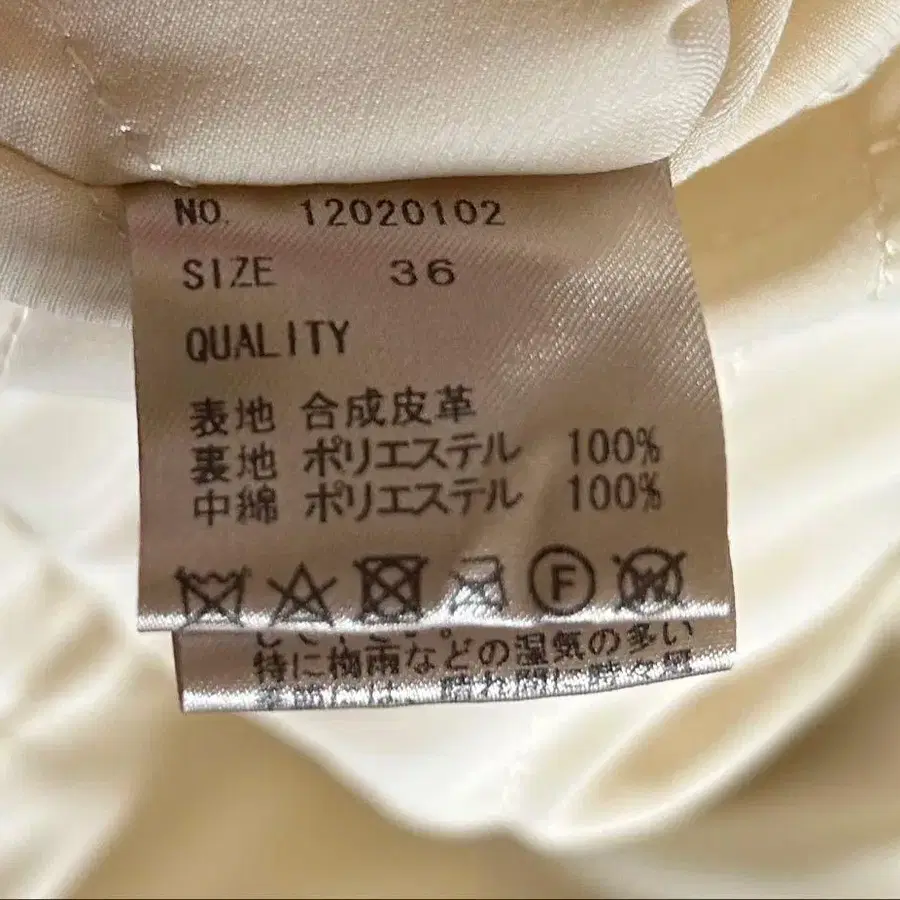 NO. 12020102
SIZE 36
QUALITY
表地 合成皮革
裏地 ポリエステル 100%
中綿 ポリエステル 100%
F W
特に梅雨などの湿気の多い